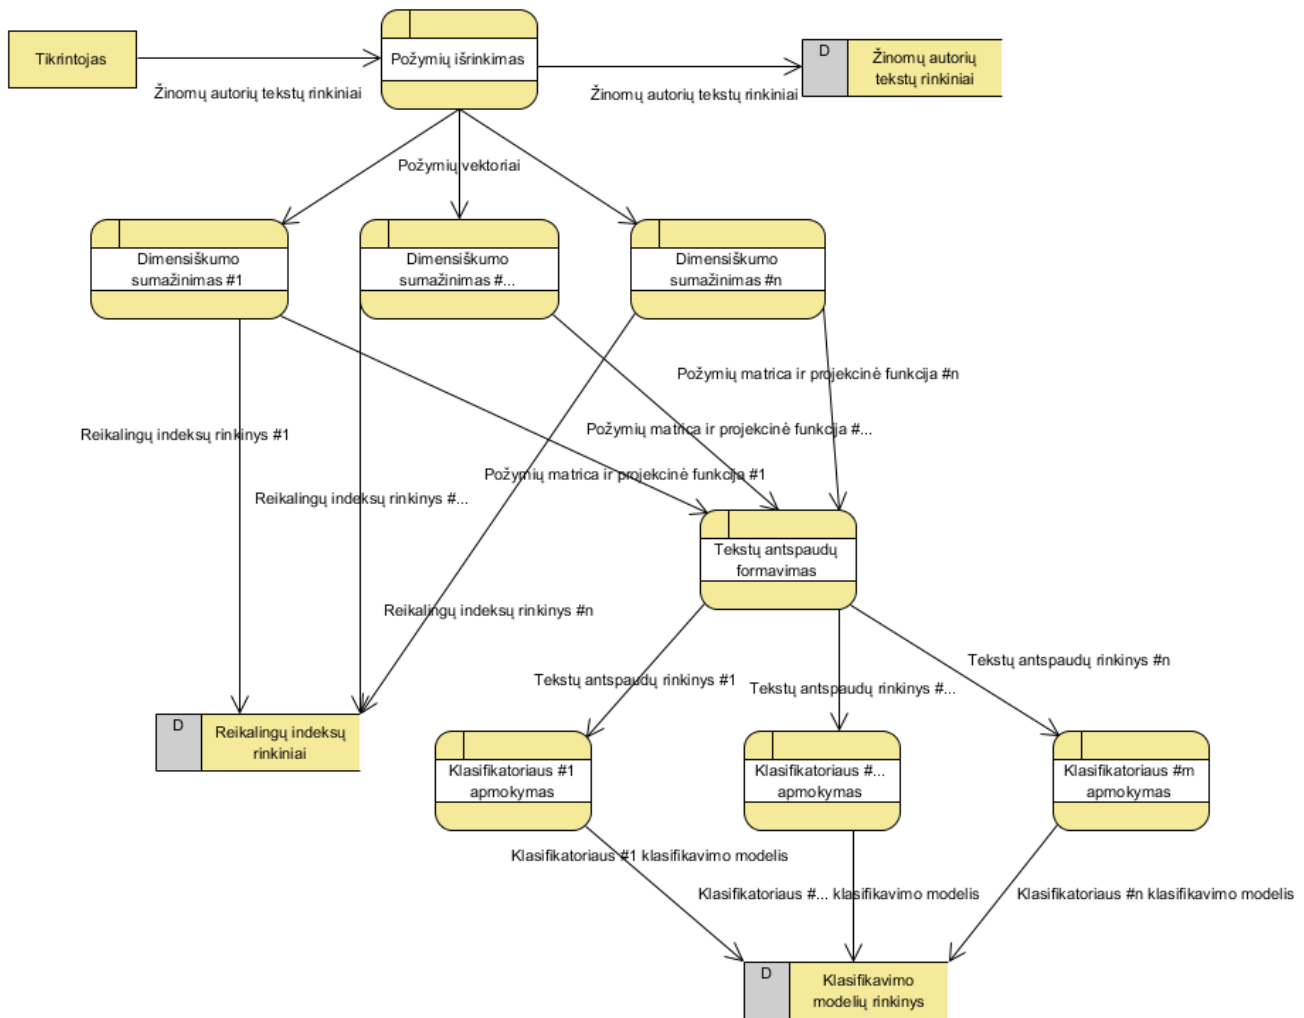 Tikrintojas
Požymių išrinkimas
D
Žinomų autorių
tekstų rinkiniai
Žinomų autorių tekstų rinkiniai
Žinomų autorių tekstų rinkiniai
Požymių vektoriai
Dimensiškumo
sumažinimas #1
Dimensiškumo
sumažinimas #...
Dimensiškumo
sumažinimas #n
Požymių matrica ir projekcinė funkcija #n
Reikalingų indeksų rinkinys #1
Požymių matrica ir projekcinė funkcija #...
Požymių matrica ir projekcinė funkcija #1
Reikalingų indeksų rinkinys #...
Tekstų antspaudų
formavimas
Reikalingų indeksų rinkinys #n
Tekstų antspaudų rinkinys #n
Tekstų antspaudų rinkinys #1
Tekstų antspaudų rinkinys #...
D
Reikalingų indeksų
rinkiniai
Klasifikatoriaus #1
apmokymas
Klasifikatoriaus #...
apmokymas
Klasifikatoriaus #m
apmokymas
Klasifikatoriaus #1 klasifikavimo modelis
Klasifikatoriaus #... klasifikavimo modelis
Klasifikatoriaus #n klasifikavimo modelis
D
Klasifikavimo
modelių rinkinys